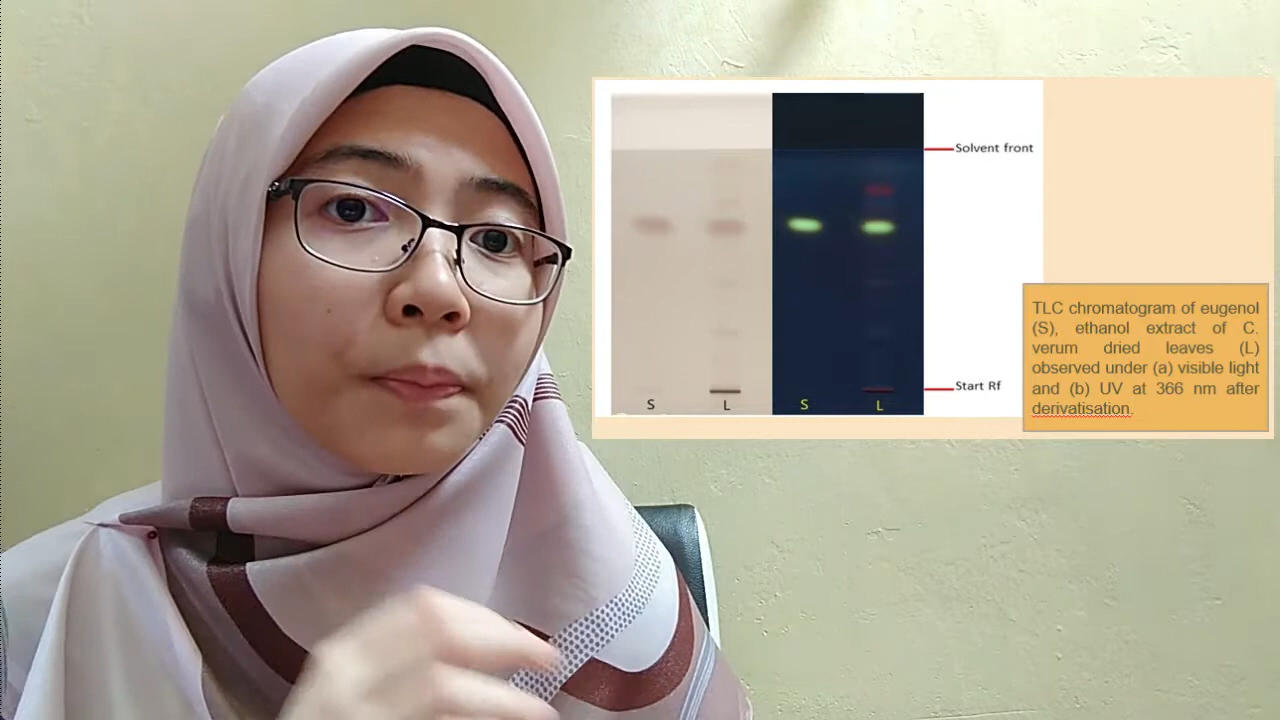 Solvent front
Start Rf
S L S L
TLC chromatogram of eugenol
(S), ethanol extract of C.
verum dried leaves (L)
observed under (a) visible light
and (b) UV at 366 nm after
derivatisation.